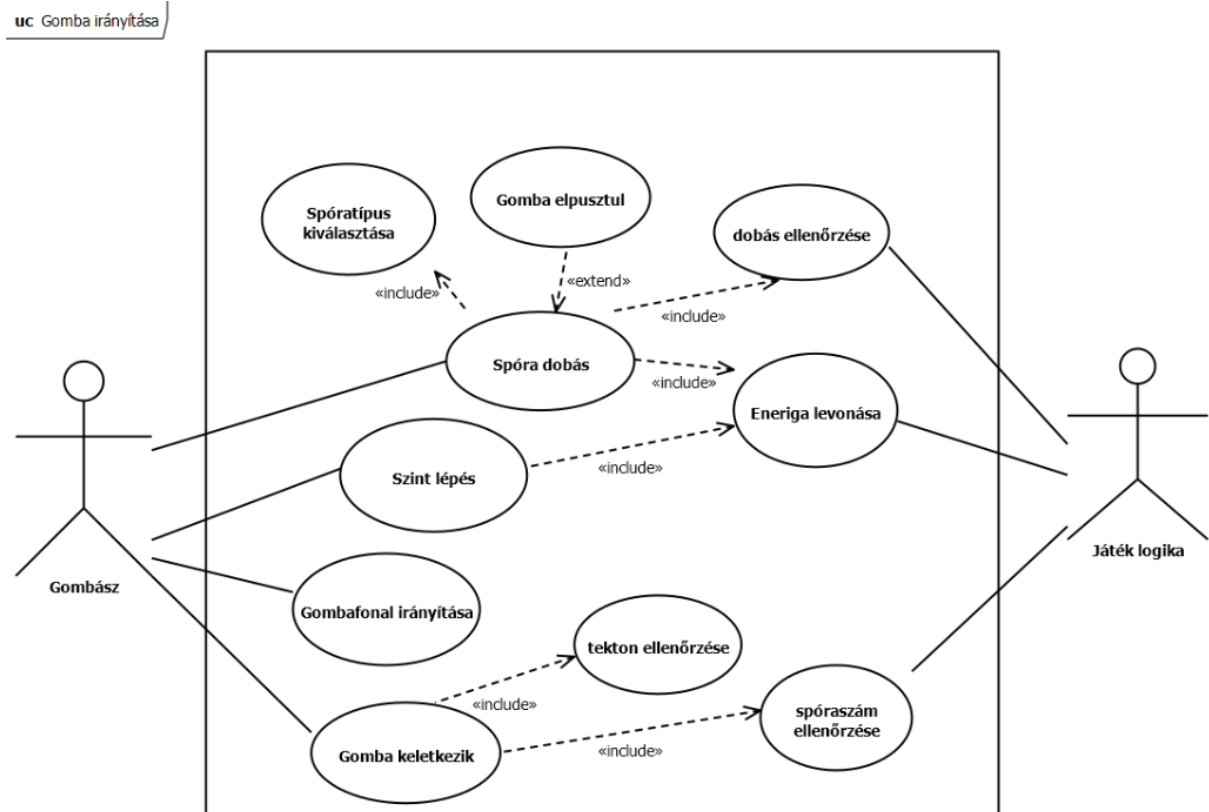 uc Gomba irányítása
Spóratípus
kiválasztása
Gomba elpusztul
dobás ellenőrzése
«include»
«extend»
«include»
Spóra dobás
«include»
Eneriga levonása
Szint lépés
«include»
Gombász
Játék logika
Gombafonal irányítása
tekton ellenőrzése
«include»
spóraszám
ellenőrzése
Gomba keletkezik
«include»